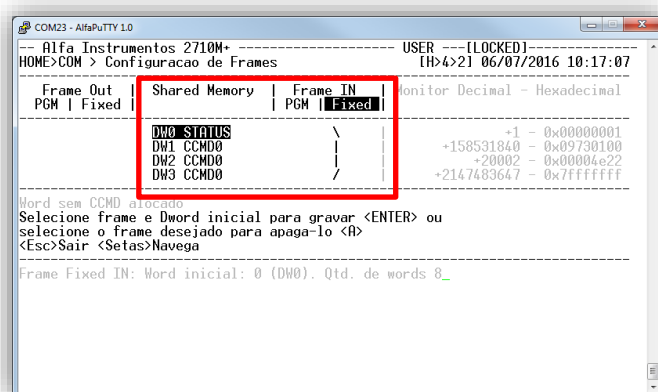 COM23 - AlfaPuTTY 1.0
-- Alfa Instrumentos 2710M+ ------------------- USER ---[LOCKED]-------------
HOME>COM > Configuracao de Frames [H>4>2] 06/07/2016 10:17:07
Frame Out | Shared Memory | Frame IN | Monitor Decimal - Hexadecimal
PGM | Fixed | | PGM | Fixed |
DW0 STATUS \ | +1 - 0x00000001
DW1 CCMD0 | | +158531840 - 0x09730100
DW2 CCMD0 | | +20002 - 0x00004e22
DW3 CCMD0 / | +2147483647 - 0x7fffffff
Word sem CCMD alocado
Selecione frame e Dword inicial para gravar <ENTER> ou
selecione o frame desejado para apaga-lo <A>
<Esc>Sair <Setas>Navega
Frame Fixed IN: Word inicial: 0 (DW0). Qtd. de words 8_